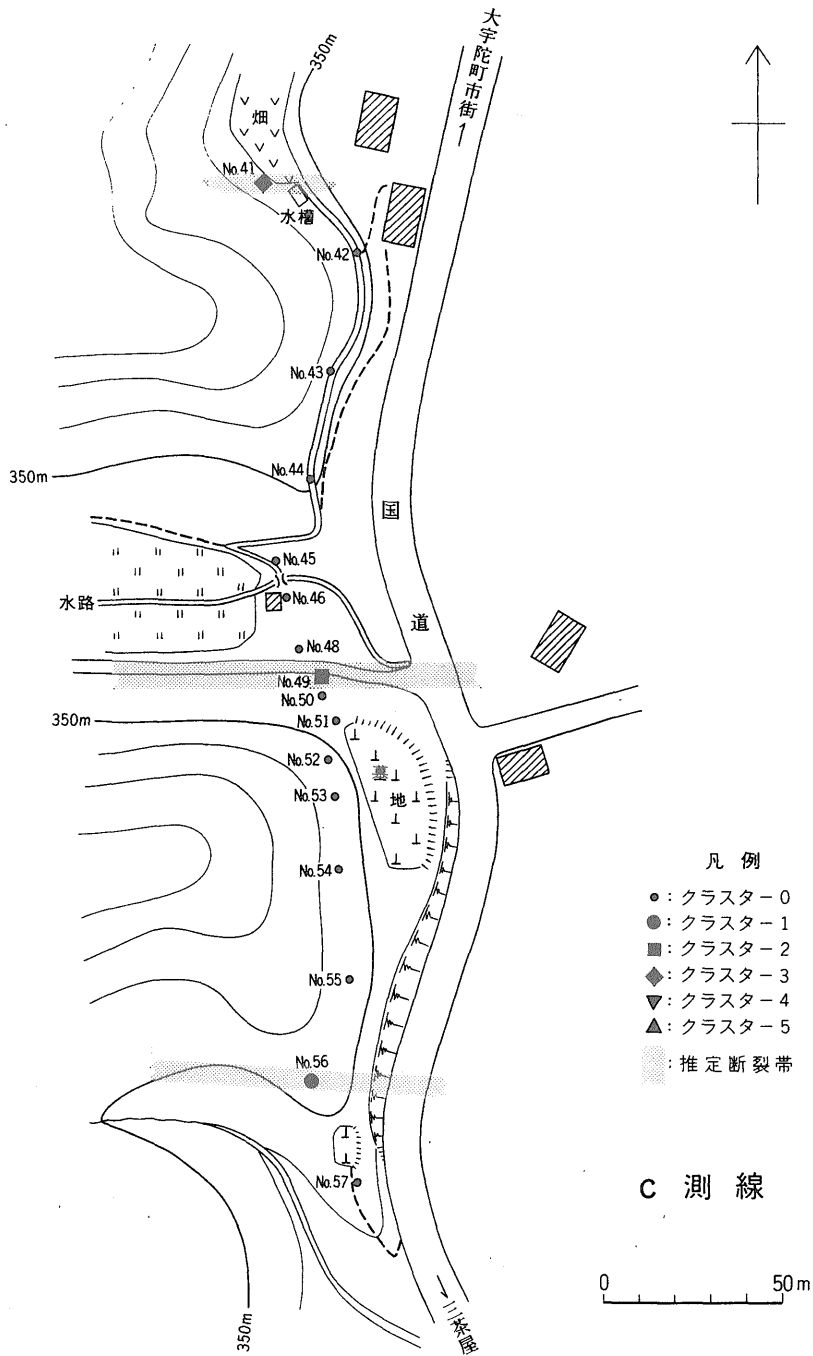 大宇陀町市街
350m
畑
No.41
水槽
No.42
No.43
No.44
350m
国
No.45
水路
No.46
道
No.48
No.49
No.50
350m
No.51
No.52
墓
No.53
地
No.54
凡例
●：クラスター0
●：クラスター1
■：クラスター2
◆：クラスター3
▼：クラスター4
▲：クラスター5
：推定断裂帯
No.55
No.56
No.57
C 測線
0 50m
三茶屋
350m